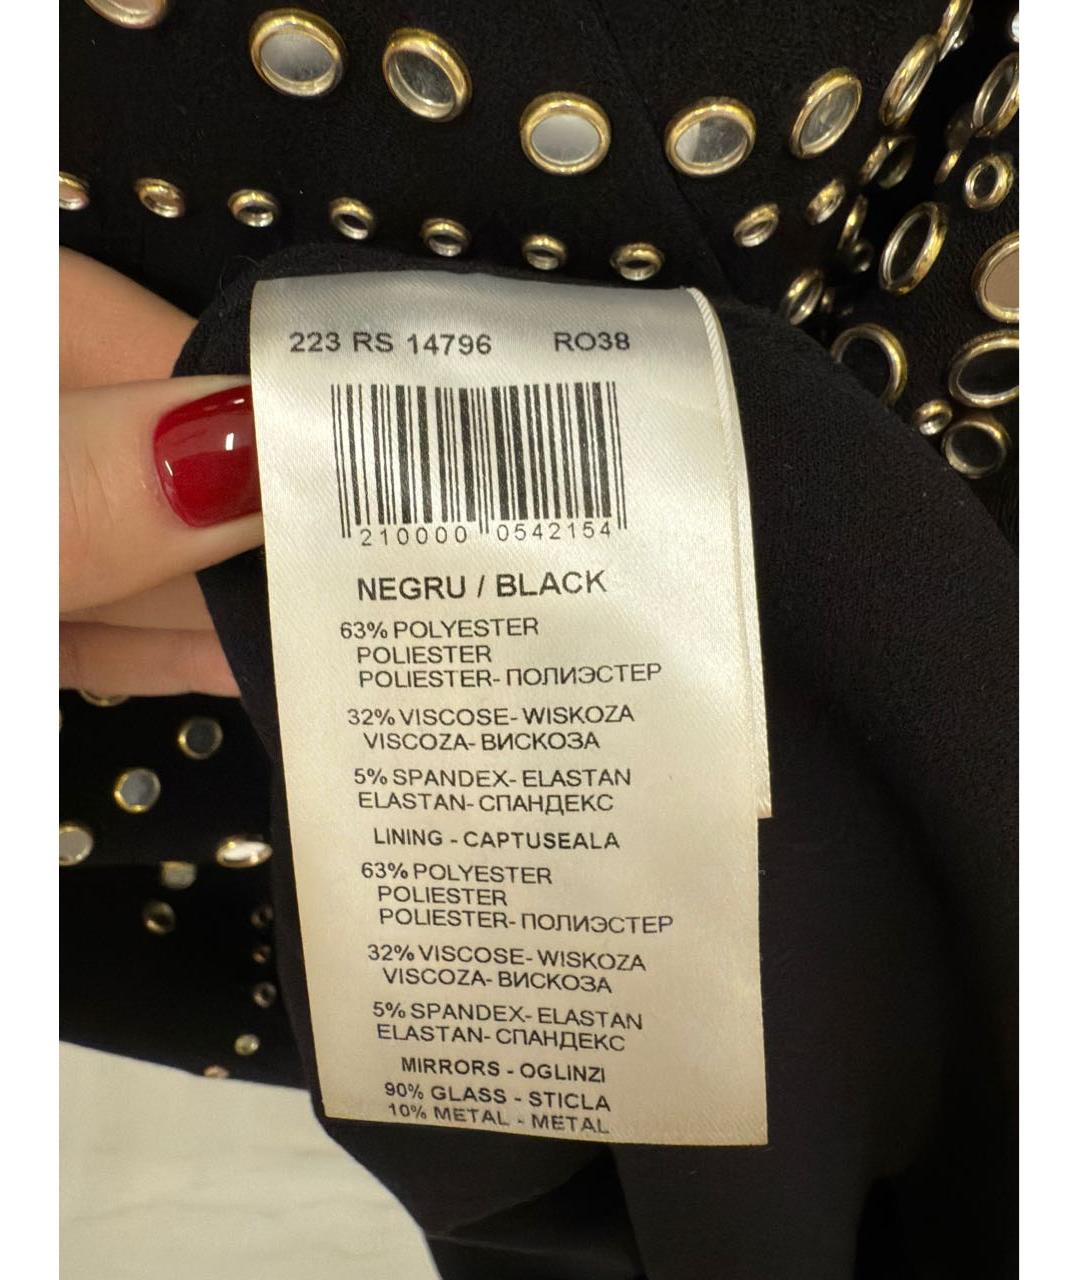 223 RS 14796 RO38
210000 0542154
NEGRU / BLACK
63% POLYESTER
POLIESTER
POLIESTER- ПОЛИЭСТЕР
32% VISCOSE- WISKOZA
VISCOZA- ВИСКОЗА
5% SPANDEX- ELASTAN
ELASTAN- СПАНДЕКС
LINING - CAPTUSEALA
63% POLYESTER
POLIESTER
POLIESTER- ПОЛИЭСТЕР
32% VISCOSE- WISKOZA
VISCOZA- ВИСКОЗА
5% SPANDEX- ELASTAN
ELASTAN- СПАНДЕКС
MIRRORS - OGLINZI
90% GLASS - STICLA
10% METAL - METAL